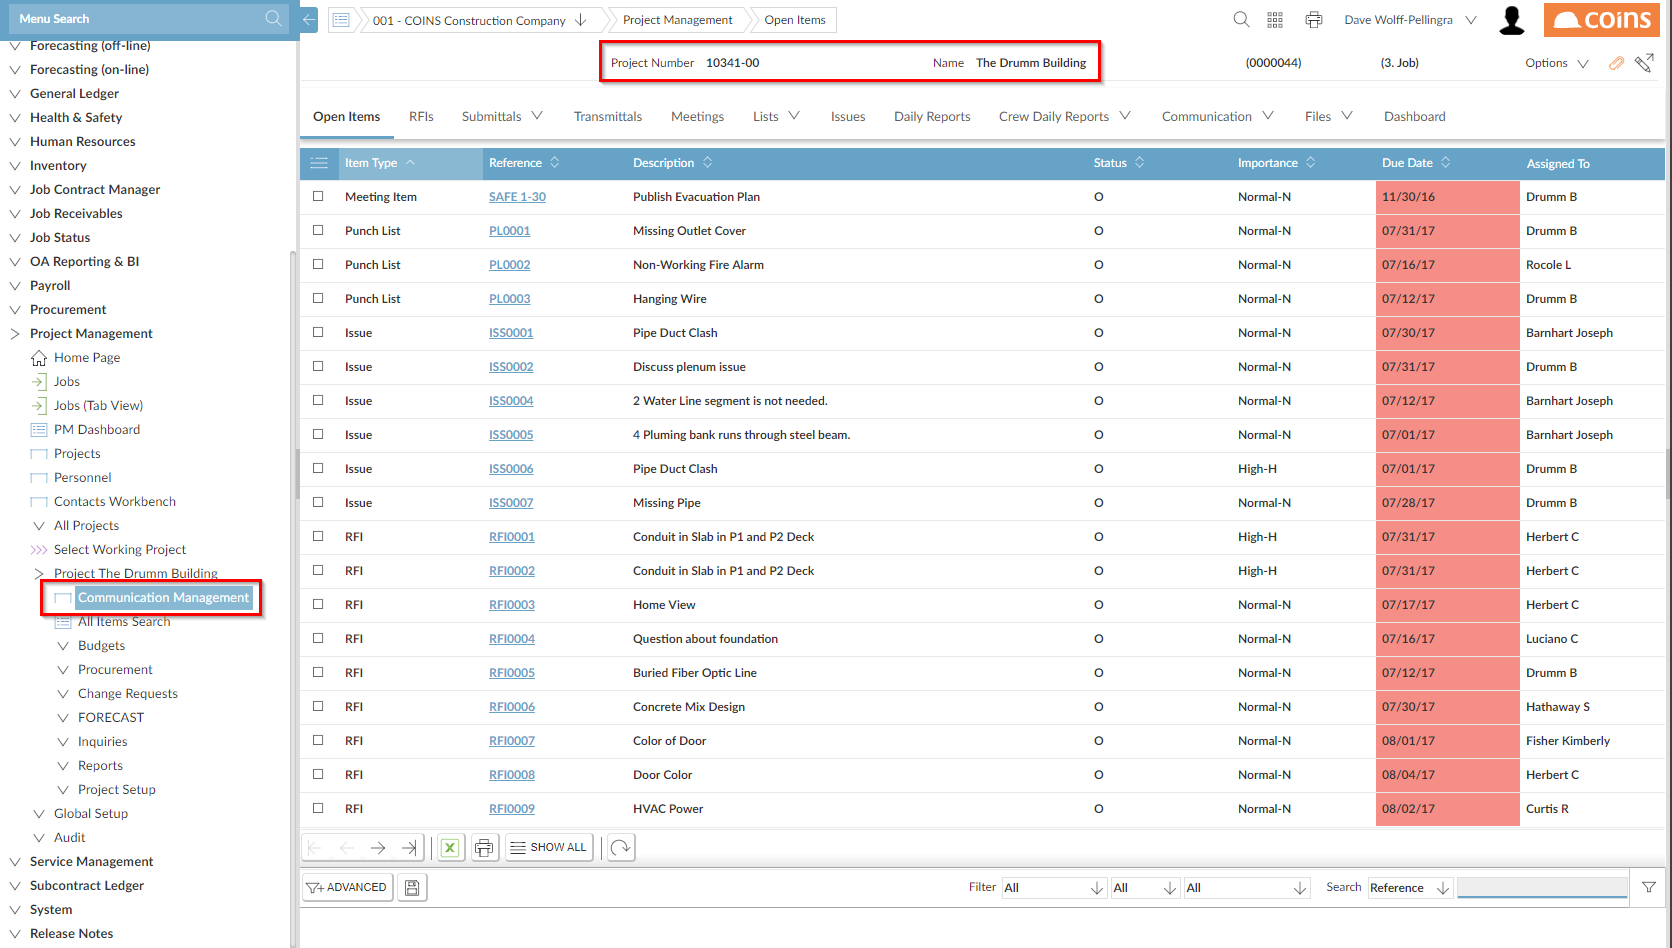 Menu Search
Forecasting (off-line)
Forecasting (on-line)
General Ledger
Health & Safety
Human Resources
Inventory
Job Contract Manager
Job Receivables
Job Status
OA Reporting & BI
Payroll
Procurement
Project Management
Home Page
Jobs
Jobs (Tab View)
PM Dashboard
Projects
Personnel
Contacts Workbench
All Projects
Select Working Project
Project The Drumm Building
Communication Management
All Items Search
Budgets
Procurement
Change Requests
FORECAST
Inquiries
Reports
Project Setup
Global Setup
Audit
Service Management
Subcontract Ledger
System
Release Notes
001 - COINS Construction Company Project Management Open Items Dave Wolff-Pellingra coins
Project Number 10341-00 Name The Drumm Building (0000044) (3. Job) Options
Open Items RFIs Submittals Transmittals Meetings Lists Issues Daily Reports Crew Daily Reports Communication Files Dashboard
Item Type Reference Description Status Importance Due Date Assigned To
Meeting Item SAFE 1-30 Publish Evacuation Plan O Normal-N 11/30/16 Drumm B
Punch List PL0001 Missing Outlet Cover O Normal-N 07/31/17 Drumm B
Punch List PL0002 Non-Working Fire Alarm O Normal-N 07/16/17 Rocole L
Punch List PL0003 Hanging Wire O Normal-N 07/12/17 Drumm B
Issue ISS0001 Pipe Duct Clash O Normal-N 07/30/17 Barnhart Joseph
Issue ISS0002 Discuss plenum issue O Normal-N 07/31/17 Drumm B
Issue ISS0004 2 Water Line segment is not needed. O Normal-N 07/12/17 Barnhart Joseph
Issue ISS0005 4 Pluming bank runs through steel beam. O Normal-N 07/01/17 Barnhart Joseph
Issue ISS0006 Pipe Duct Clash O High-H 07/01/17 Drumm B
Issue ISS0007 Missing Pipe O Normal-N 07/28/17 Drumm B
RFI RFI0001 Conduit in Slab in P1 and P2 Deck O High-H 07/31/17 Herbert C
RFI RFI0002 Conduit in Slab in P1 and P2 Deck O High-H 07/31/17 Herbert C
RFI RFI0003 Home View O Normal-N 07/17/17 Herbert C
RFI RFI0004 Question about foundation O Normal-N 07/16/17 Luciano C
RFI RFI0005 Buried Fiber Optic Line O Normal-N 07/12/17 Drumm B
RFI RFI0006 Concrete Mix Design O Normal-N 07/30/17 Hathaway S
RFI RFI0007 Color of Door O Normal-N 08/01/17 Fisher Kimberly
RFI RFI0008 Door Color O Normal-N 08/04/17 Herbert C
RFI RFI0009 HVAC Power O Normal-N 08/02/17 Curtis R
SHOW ALL
ADVANCED Filter All All All Search Reference